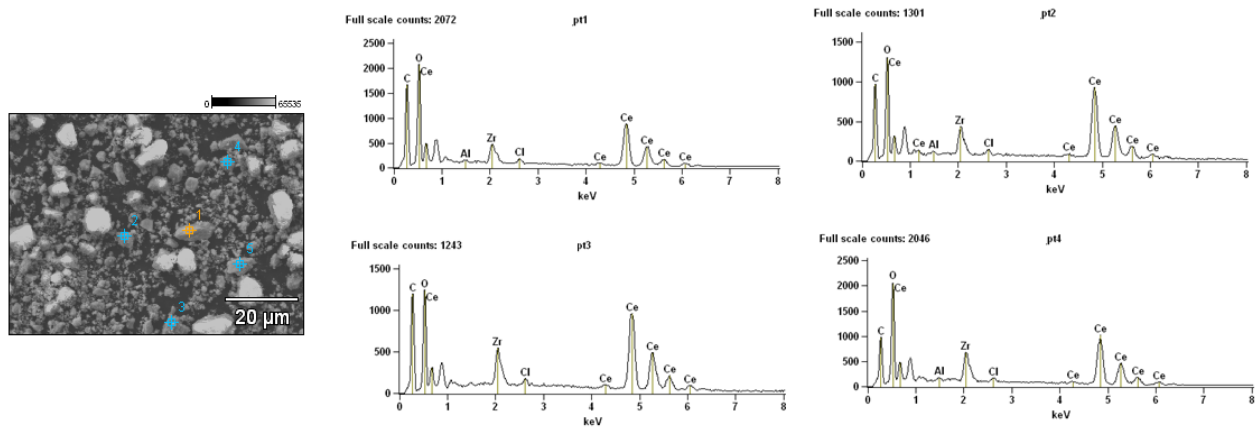 0 65535
4
1
2
5
3
20 µm
Full scale counts: 2072 pt1
2500
2000
1500
1000
500
0
C
O
Ce
Al
Zr
Cl
Ce
Ce
Ce
Ce
Ce
0 1 2 3 4 5 6 7 8
keV
Full scale counts: 1301 pt2
1500
1000
500
0
C
O
Ce
Ce
Al
Zr
Cl
Ce
Ce
Ce
Ce
Ce
0 1 2 3 4 5 6 7 8
keV
Full scale counts: 1243 pt3
1500
1000
500
0
C
O
Ce
Zr
Cl
Ce
Ce
Ce
Ce
Ce
0 1 2 3 4 5 6 7 8
keV
Full scale counts: 2046 pt4
2500
2000
1500
1000
500
0
C
O
Ce
Al
Zr
Cl
Ce
Ce
Ce
Ce
Ce
0 1 2 3 4 5 6 7 8
keV